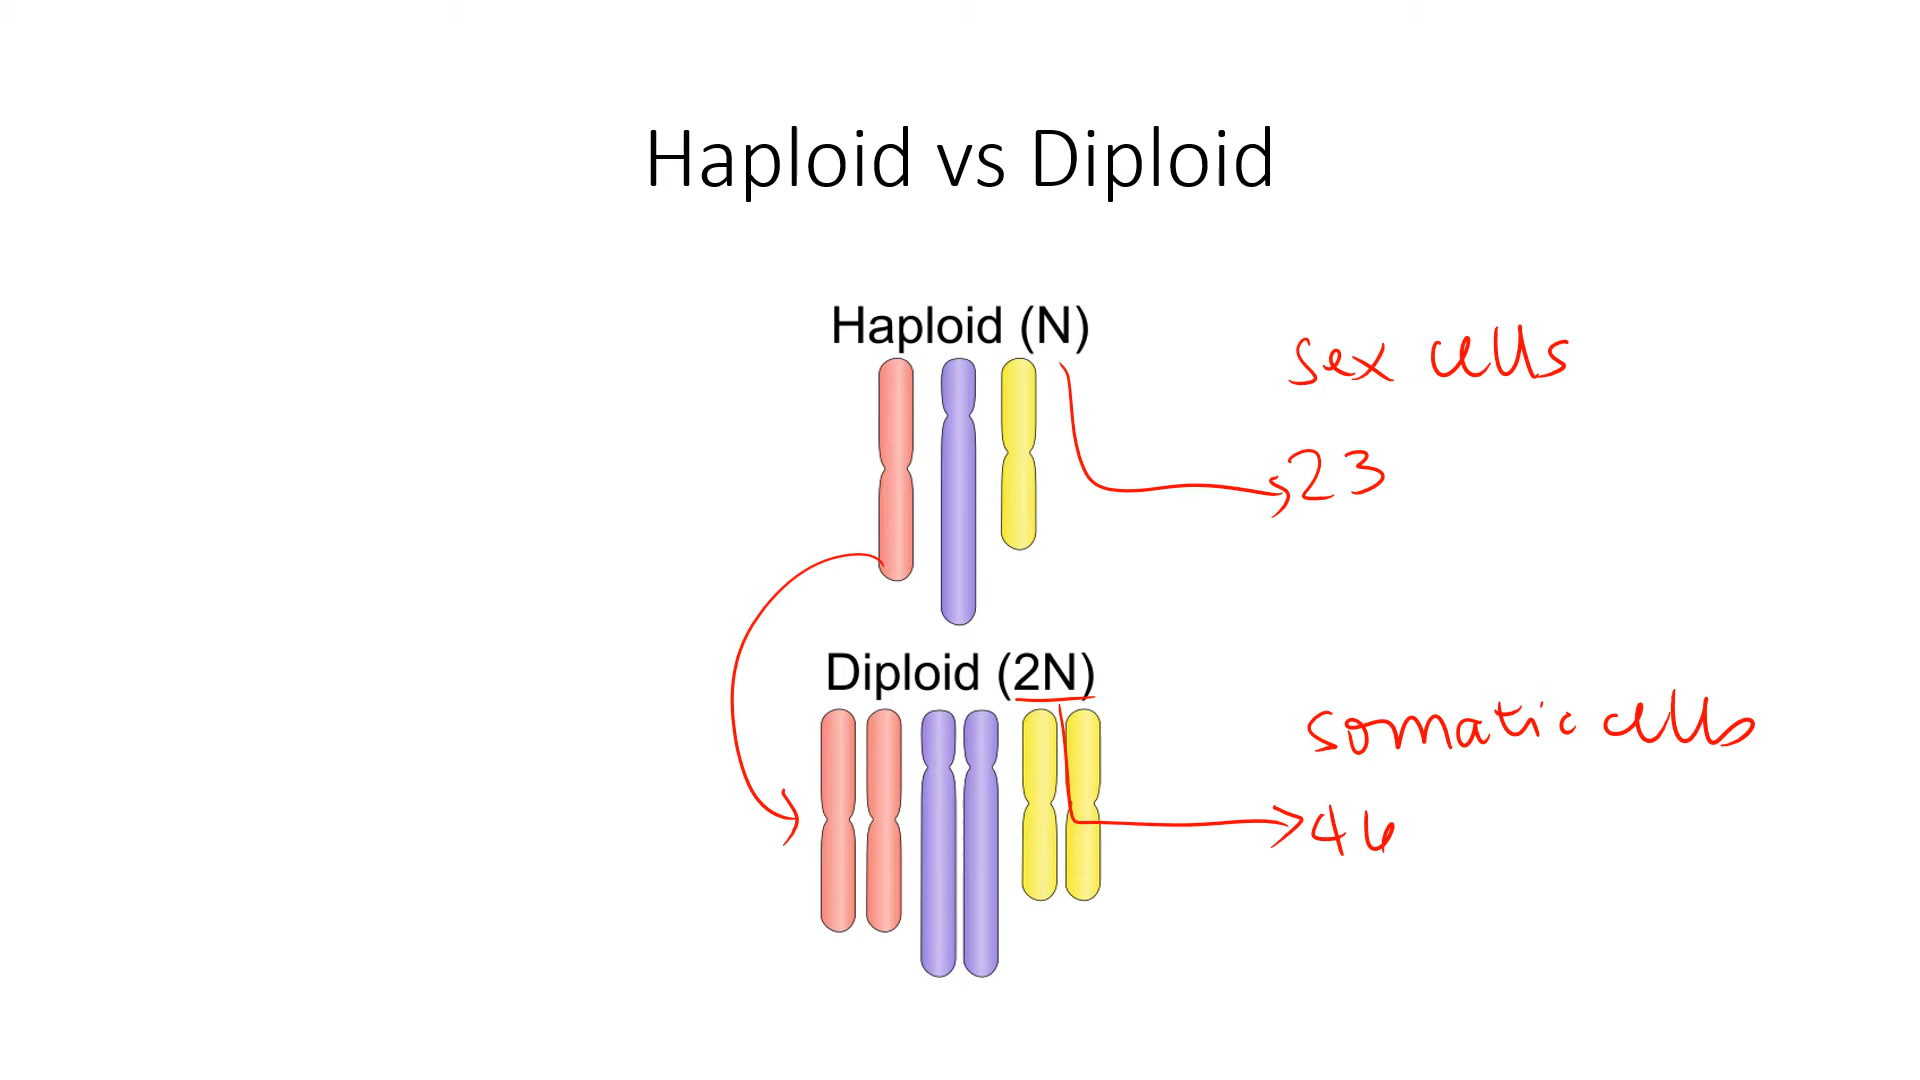 Haploid vs Diploid
Haploid (N)
sex cells
23
Diploid (2N)
somatic cells
46